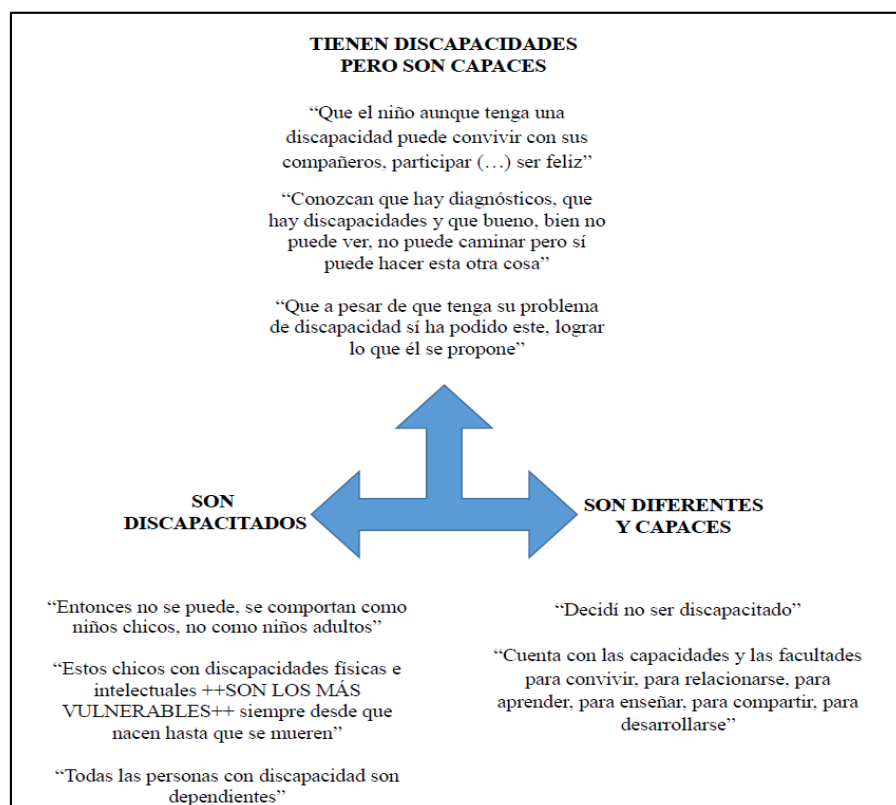 TIENEN DISCAPACIDADES
PERO SON CAPACES
“Que el niño aunque tenga una
discapacidad puede convivir con sus
compañeros, participar (…) ser feliz”
“Conozcan que hay diagnósticos, que
hay discapacidades y que bueno, bien no
puede ver, no puede caminar pero sí
puede hacer esta otra cosa”
“Que a pesar de que tenga su problema
de discapacidad sí ha podido este, lograr
lo que él se propone”
SON
DISCAPACITADOS
“Entonces no se puede, se comportan como
niños chicos, no como niños adultos”
“Estos chicos con discapacidades físicas e
intelectuales ++SON LOS MÁS
VULNERABLES++ siempre desde que
nacen hasta que se mueren”
“Todas las personas con discapacidad son
dependientes”
SON DIFERENTES
Y CAPACES
“Decidí no ser discapacitado”
“Cuenta con las capacidades y las facultades
para convivir, para relacionarse, para
aprender, para enseñar, para compartir, para
desarrollarse”